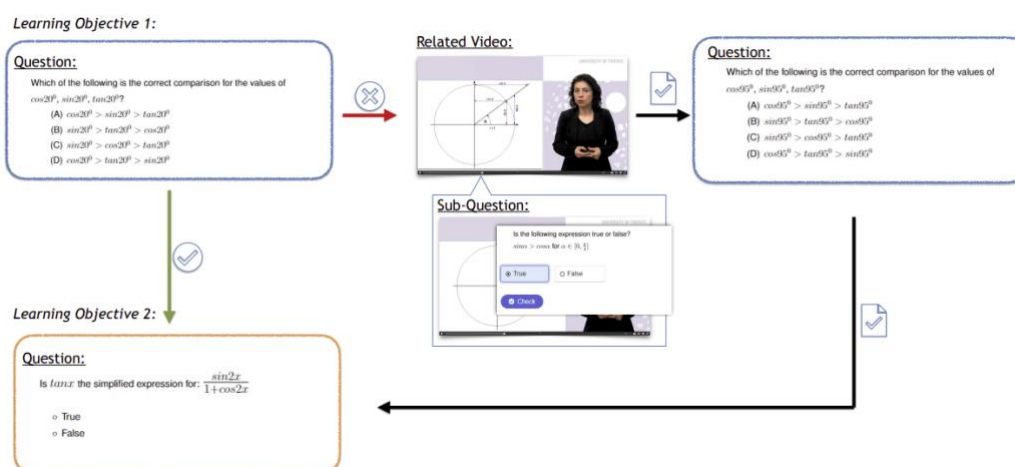 Learning Objective 1:
Question:
Which of the following is the correct comparison for the values of
cos20⁰, sin20⁰, tan20⁰?
(A) cos20⁰ > sin20⁰ > tan20⁰
(B) sin20⁰ > tan20⁰ > cos20⁰
(C) sin20⁰ > cos20⁰ > tan20⁰
(D) cos20⁰ > tan20⁰ > sin20⁰
Related Video:
Question:
Which of the following is the correct comparison for the values of
cos95⁰, sin95⁰, tan95⁰?
(A) cos95⁰ > sin95⁰ > tan95⁰
(B) sin95⁰ > tan95⁰ > cos95⁰
(C) sin95⁰ > cos95⁰ > tan95⁰
(D) cos95⁰ > tan95⁰ > sin95⁰
Sub-Question:
Is the following expression true or false?
sinα > cosα for α ∈
True
False
Check
Learning Objective 2:
Question:
Is tanx the simplified expression for: sin2x / 1+cos2x
True
False